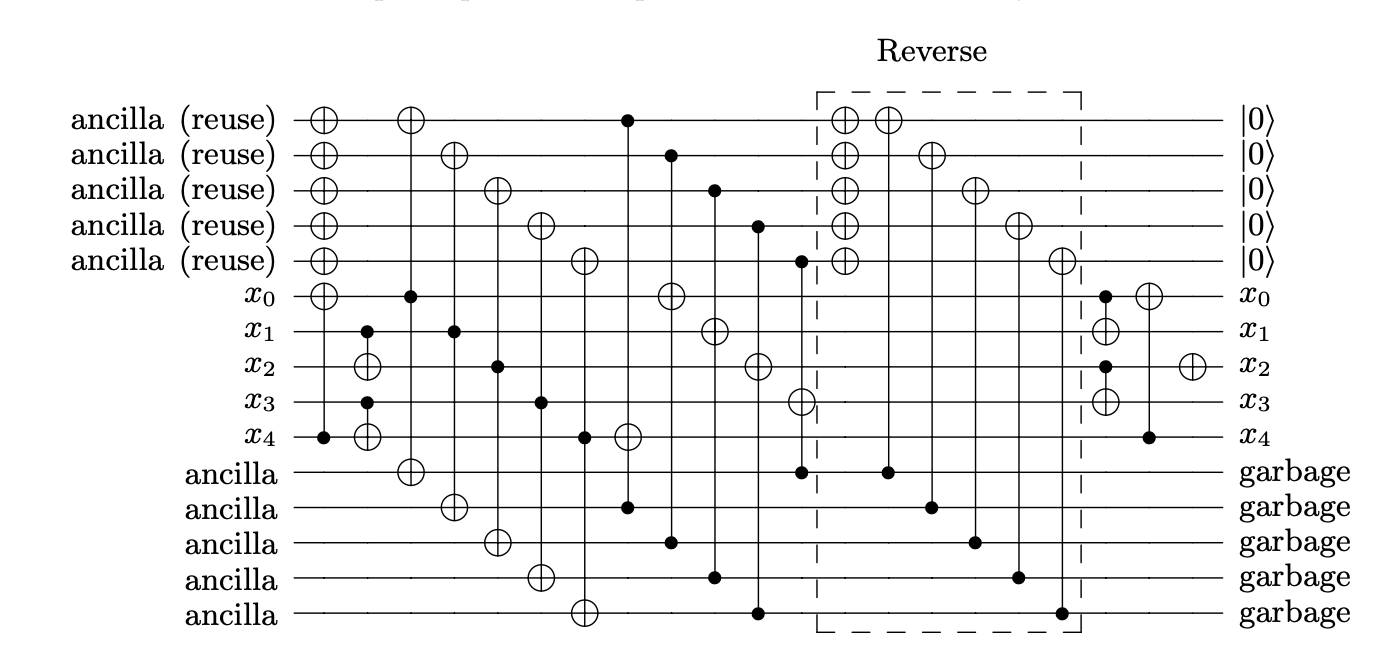 Reverse
ancilla (reuse) |0⟩
ancilla (reuse) |0⟩
ancilla (reuse) |0⟩
ancilla (reuse) |0⟩
ancilla (reuse) |0⟩
x₀ x₀
x₁ x₁
x₂ x₂
x₃ x₃
x₄ x₄
ancilla garbage
ancilla garbage
ancilla garbage
ancilla garbage
ancilla garbage